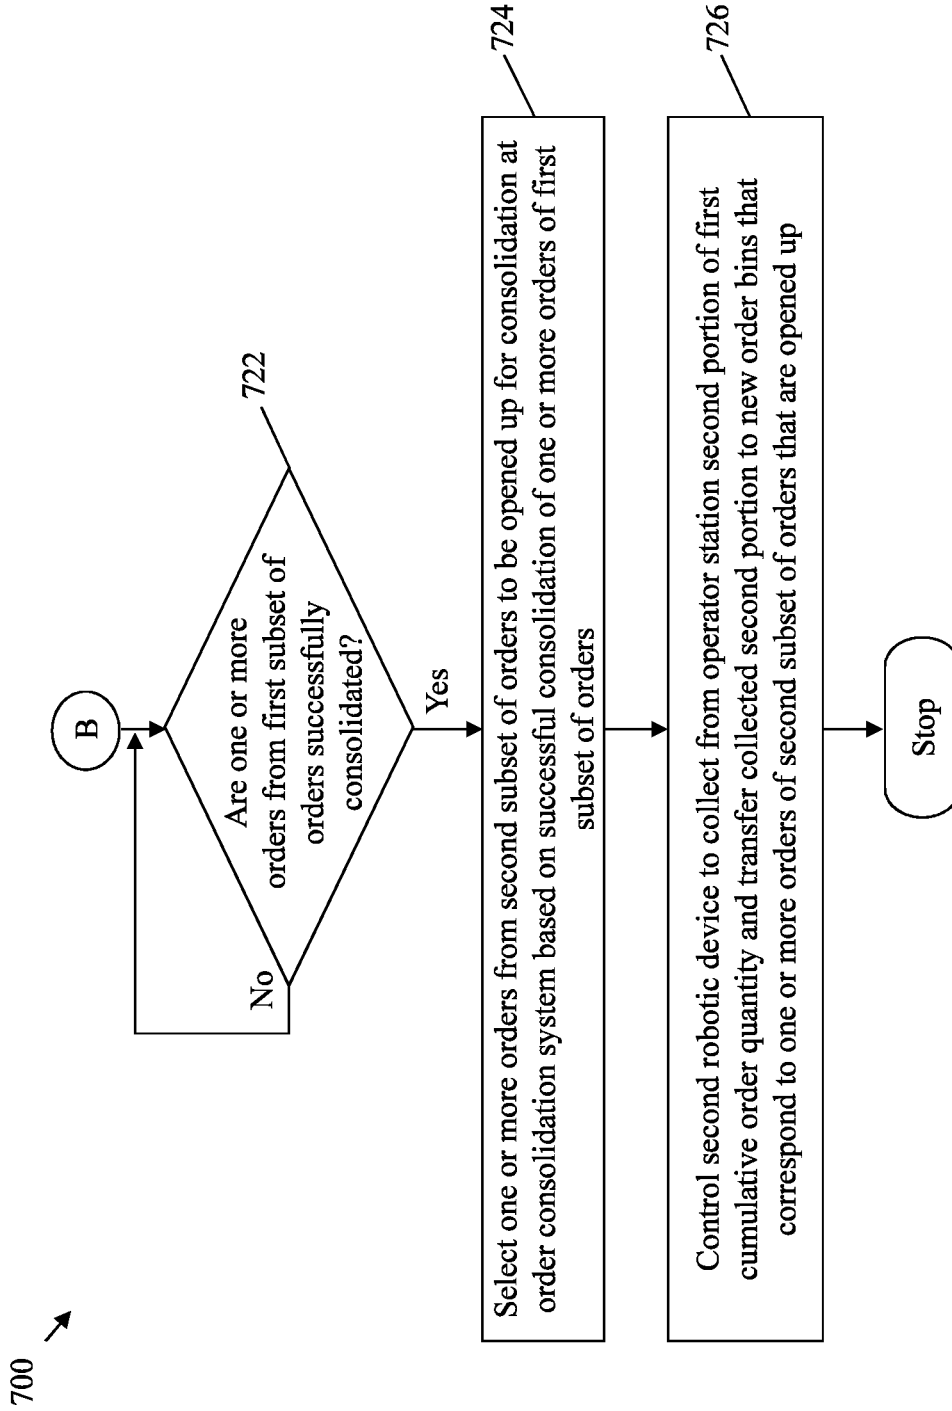 700
B
Are one or more
orders from first subset of
orders successfully
consolidated?
722
No
Yes
724
Select one or more orders from second subset of orders to be opened up for consolidation at
order consolidation system based on successful consolidation of one or more orders of first
subset of orders
726
Control second robotic device to collect from operator station second portion of first
cumulative order quantity and transfer collected second portion to new order bins that
correspond to one or more orders of second subset of orders that are opened up
Stop